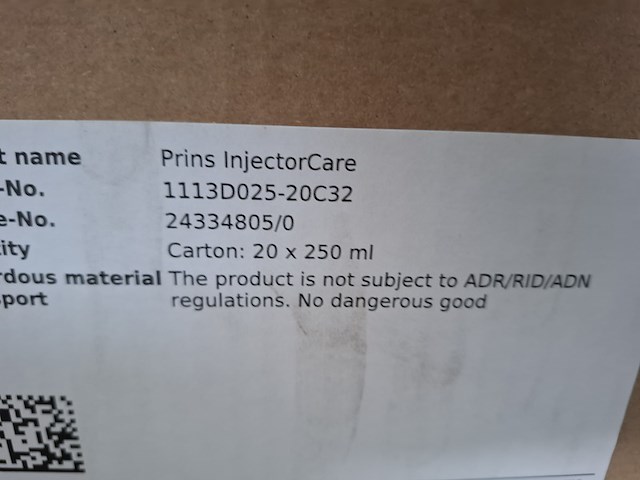 t name Prins InjectorCare
-No. 1113D025-20C32
e-No. 24334805/0
ity Carton: 20 x 250 ml
rdous material The product is not subject to ADR/RID/ADN
port regulations. No dangerous good